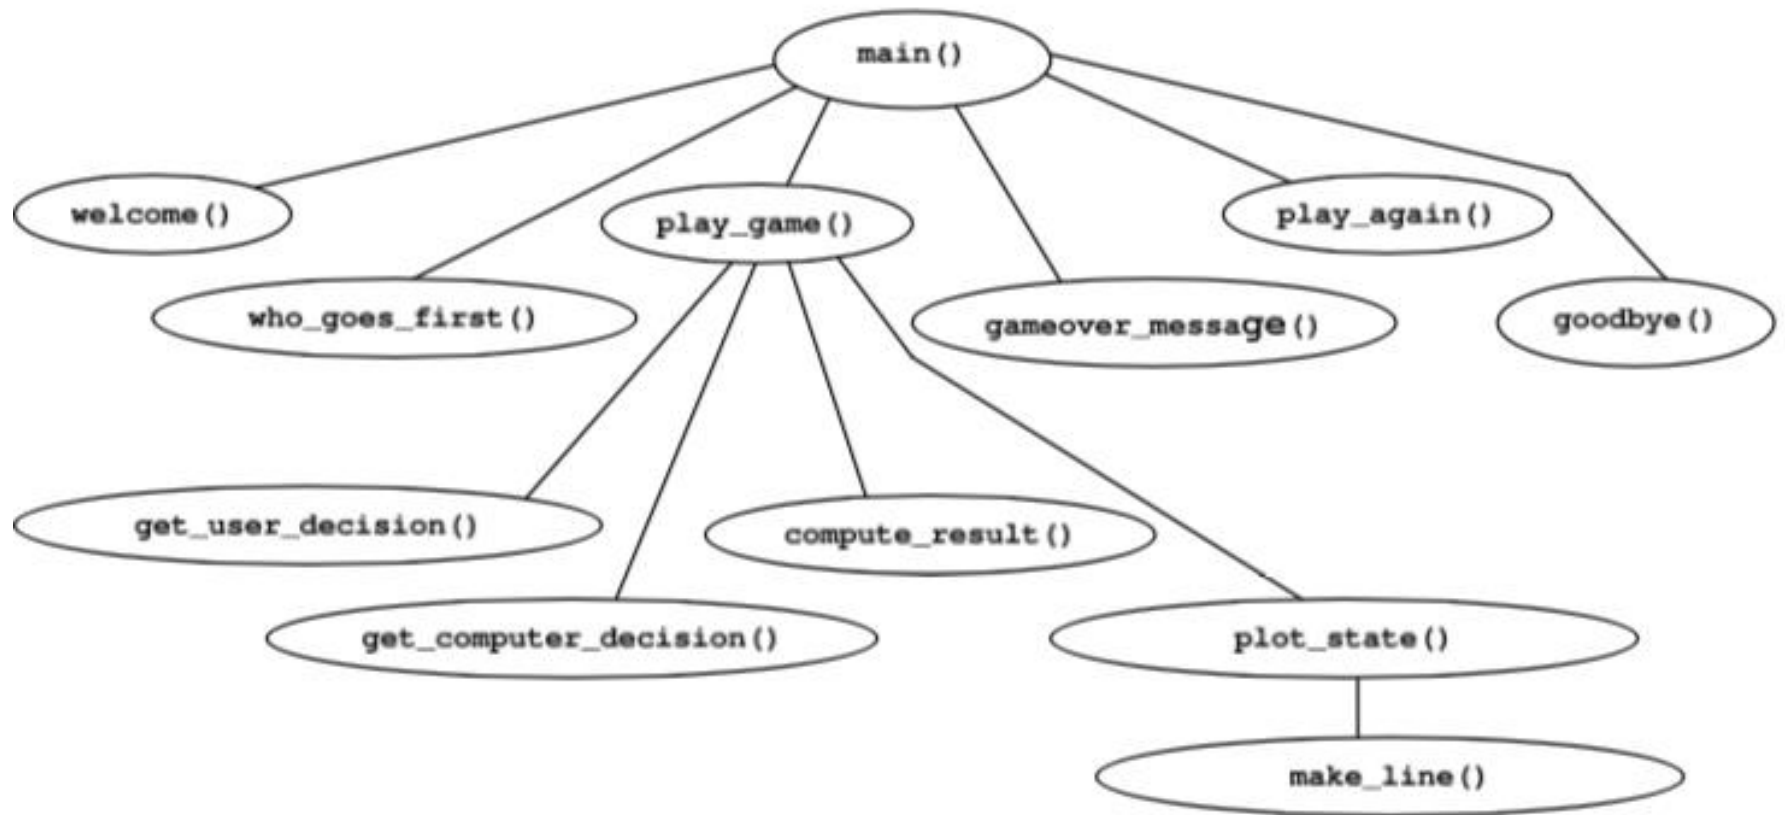 main()
welcome()
play_game()
play_again()
who_goes_first()
gameover_message()
goodbye()
get_user_decision()
compute_result()
get_computer_decision()
plot_state()
make_line()